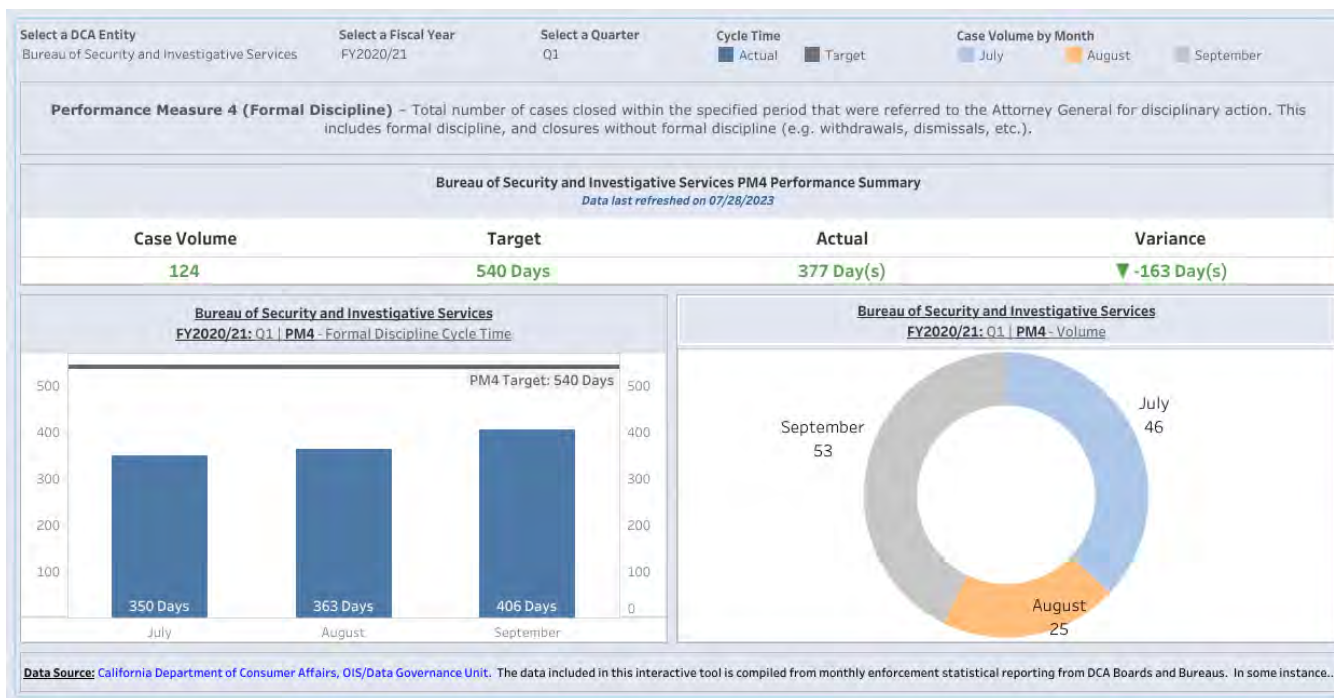 Select a DCA Entity
Select a Fiscal Year
Select a Quarter
Cycle Time
Case Volume by Month
Bureau of Security and Investigative Services
FY2020/21
Q1
Actual
Target
July
August
September
Performance Measure 4 (Formal Discipline) – Total number of cases closed within the specified period that were referred to the Attorney General for disciplinary action. This
includes formal discipline, and closures without formal discipline (e.g. withdrawals, dismissals, etc.).
Bureau of Security and Investigative Services PM4 Performance Summary
Data last refreshed on 07/28/2023
Case Volume
Target
Actual
Variance
124
540 Days
377 Day(s)
▼ -163 Day(s)
Bureau of Security and Investigative Services
FY2020/21: Q1 | PM4 - Formal Discipline Cycle Time
PM4 Target: 540 Days
500
400
300
200
100
500
400
300
200
100
0
350 Days
363 Days
406 Days
July
August
September
Bureau of Security and Investigative Services
FY2020/21: Q1 | PM4 - Volume
July
46
September
53
August
25
Data Source: California Department of Consumer Affairs, OIS/Data Governance Unit. The data included in this interactive tool is compiled from monthly enforcement statistical reporting from DCA Boards and Bureaus. In some instance..